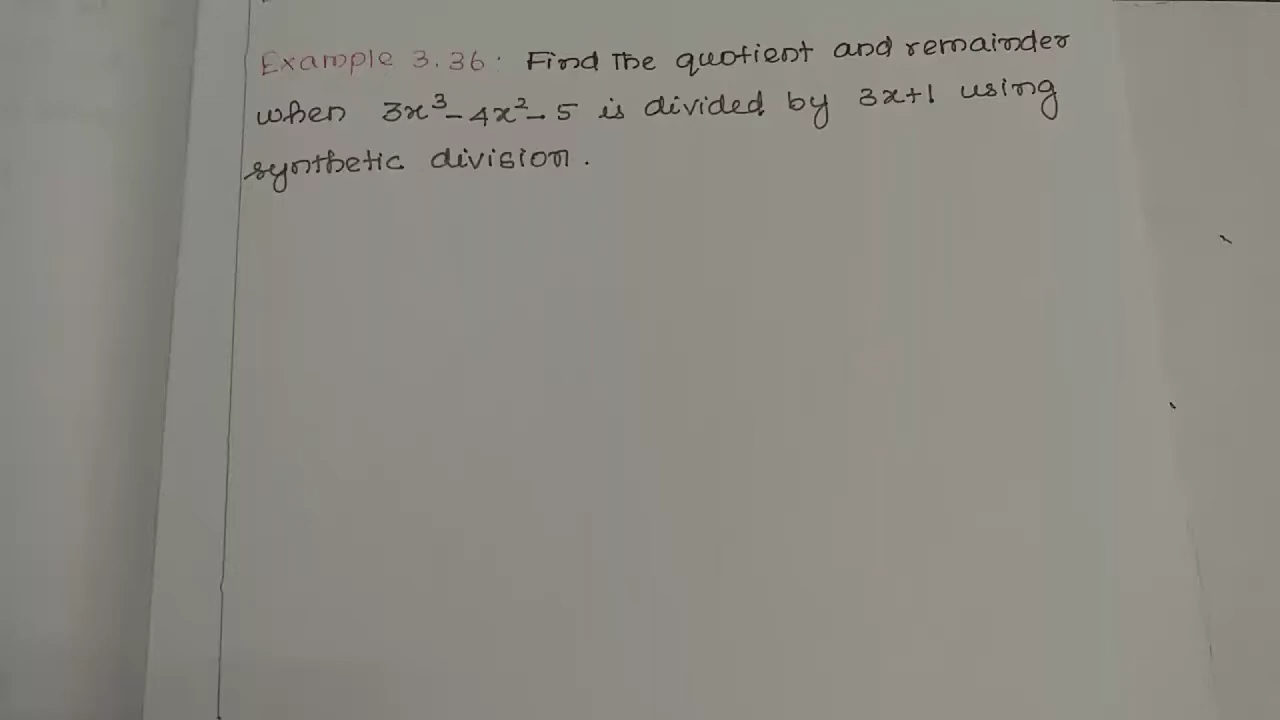 Example 3.36: Find The quotient and remainder
when 3x³-4x²-5 is divided by 3x+1 using
synthetic division.